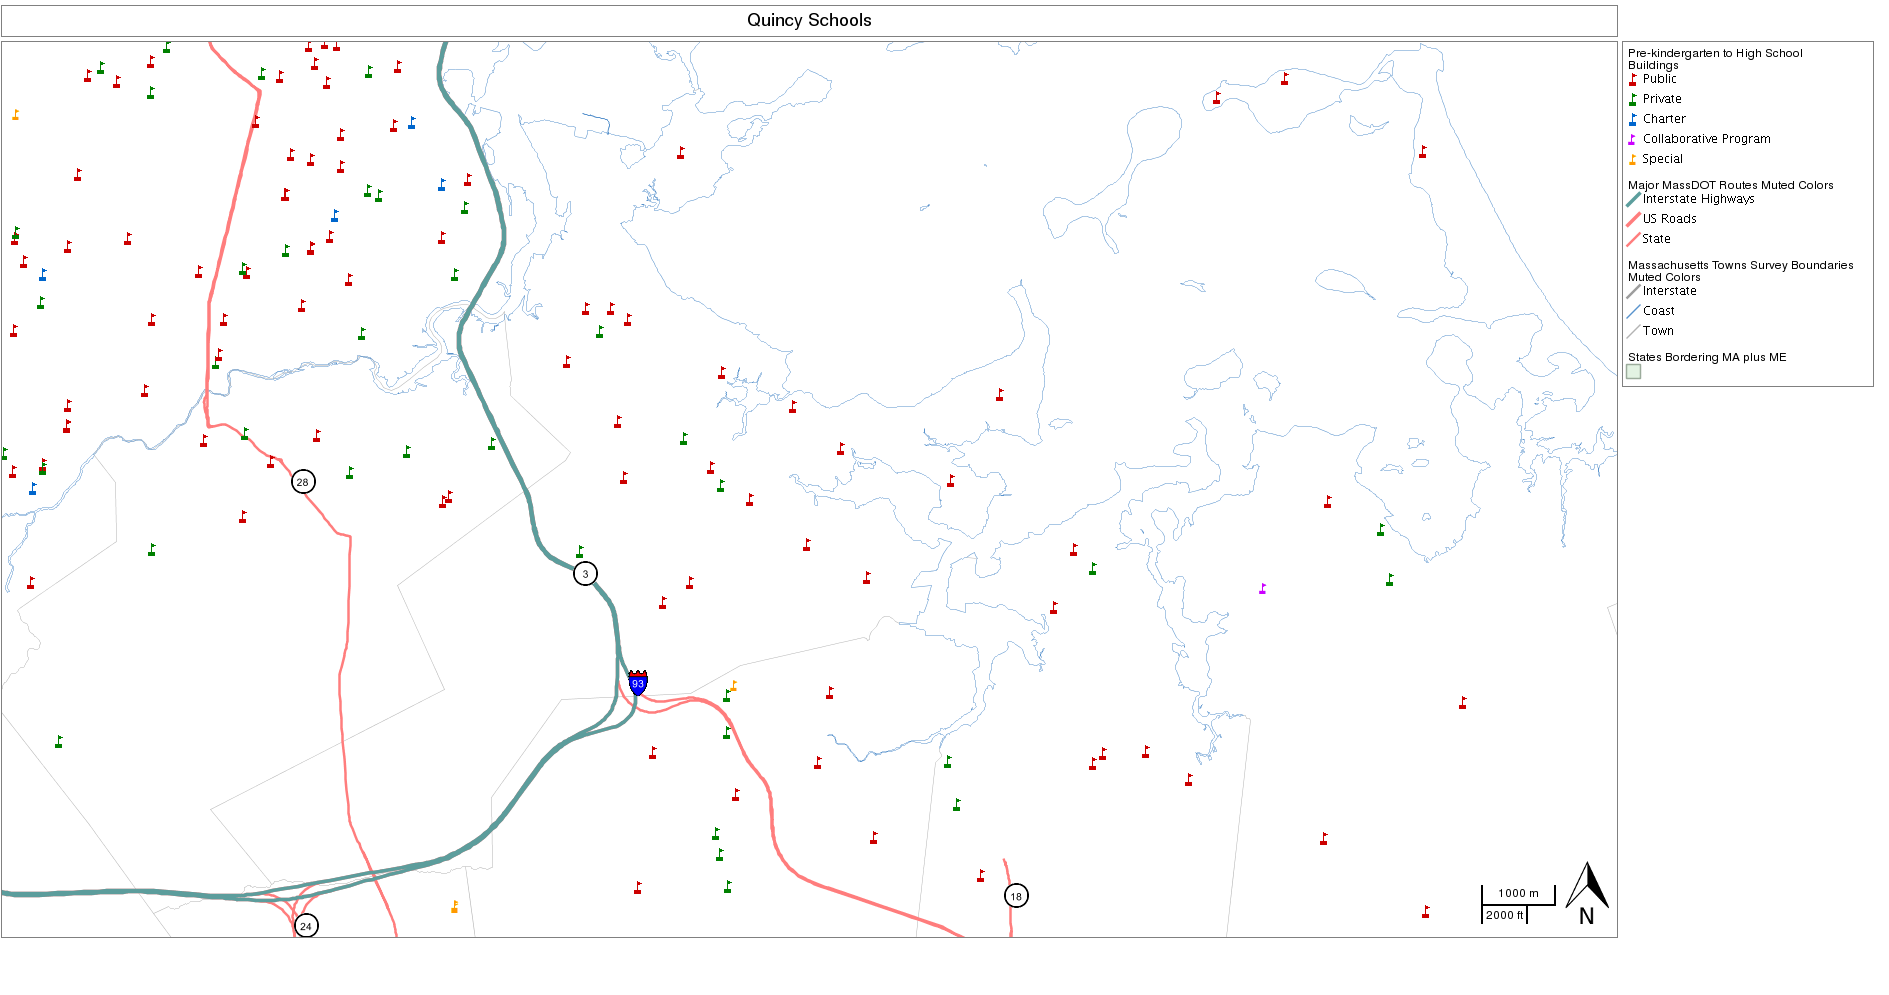 Quincy Schools
Pre-kindergarten to High School
Buildings
Public
Private
Charter
Collaborative Program
Special
Major MassDOT Routes Muted Colors
Interstate Highways
US Roads
State
Massachusetts Towns Survey Boundaries
Muted Colors
Interstate
Coast
Town
States Bordering MA plus ME
28
3
93
18
24
1000 m
2000 ft
N